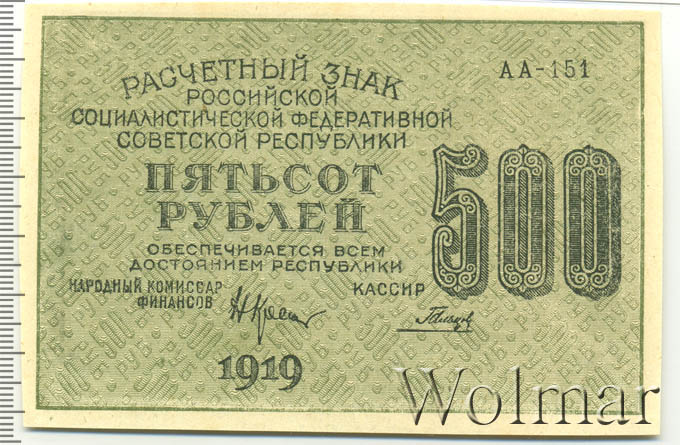 РАСЧЕТНЫЙ ЗНАК
АА-151
РОССИЙСКОЙ
СОЦИАЛИСТИЧЕСКОЙ ФЕДЕРАТИВНОЙ
СОВЕТСКОЙ РЕСПУБЛИКИ
ПЯТЬСОТ
РУБЛЕЙ
500
ОБЕСПЕЧИВАЕТСЯ ВСЕМ
ДОСТОЯНИЕМ РЕСПУБЛИКИ
НАРОДНЫЙ КОМИССАР
ФИНАНСОВ
КАССИР
1919
Wolmar